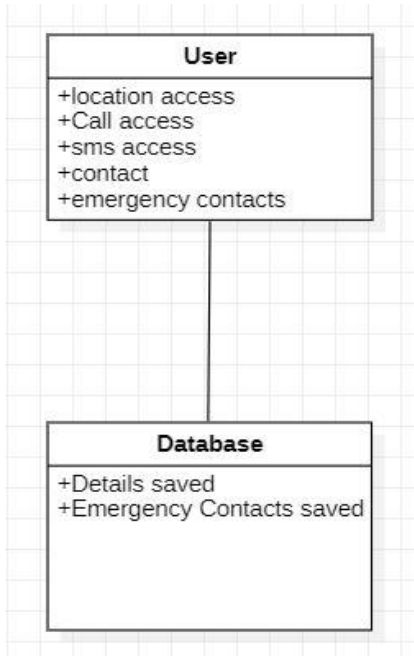 User
+location access
+Call access
+sms access
+contact
+emergency contacts
Database
+Details saved
+Emergency Contacts saved